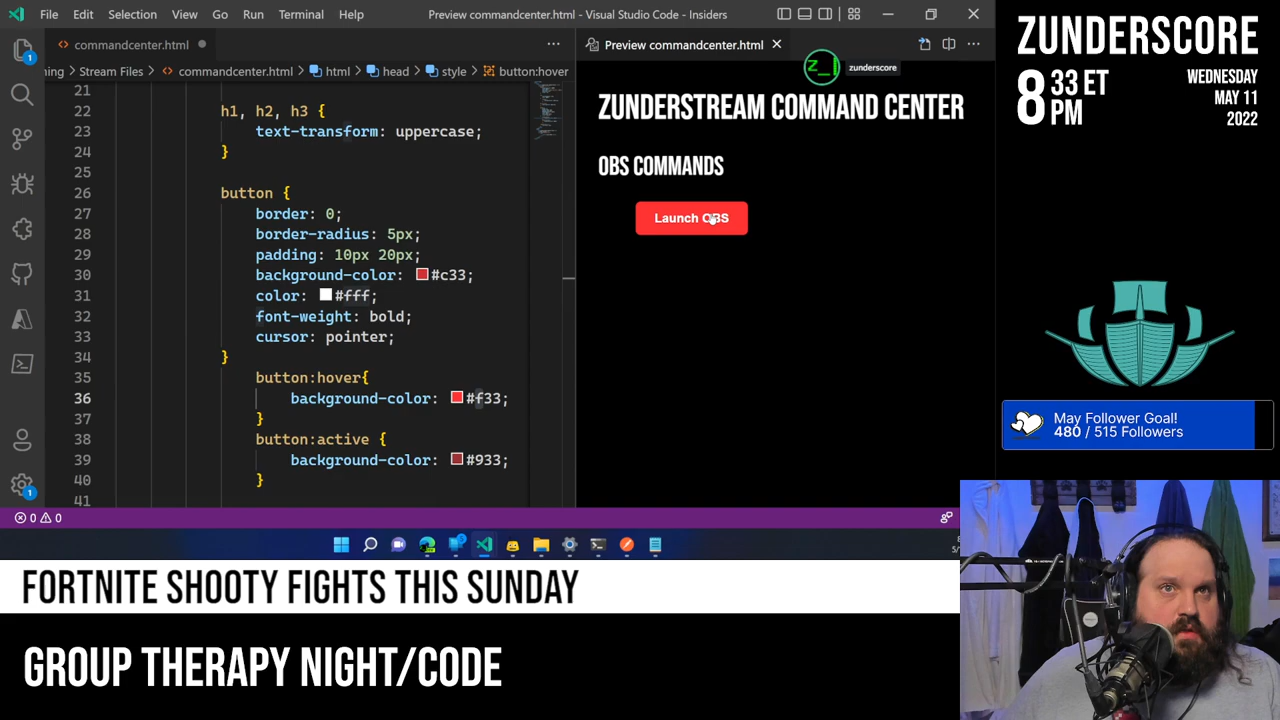 File Edit Selection View Go Run Terminal Help
Preview commandcenter.html - Visual Studio Code - Insiders
commandcenter.html
ning Stream Files commandcenter.html html head style button:hover
21
22 h1, h2, h3 {
23 text-transform: uppercase;
24 }
25
26 button {
27 border: 0;
28 border-radius: 5px;
29 padding: 10px 20px;
30 background-color: #c33;
31 color: #fff;
32 font-weight: bold;
33 cursor: pointer;
34 }
35 button:hover{
36 background-color: #f33;
37 }
38 button:active {
39 background-color: #933;
40 }
41
1
1
0 0
Preview commandcenter.html
z_
zunderscore
ZUNDERSTREAM COMMAND CENTER
OBS COMMANDS
Launch OBS
ZUNDERSCORE
8 33 ET
PM
WEDNESDAY
MAY 11
2022
May Follower Goal!
480 / 515 Followers
FORTNITE SHOOTY FIGHTS THIS SUNDAY
GROUP THERAPY NIGHT/CODE